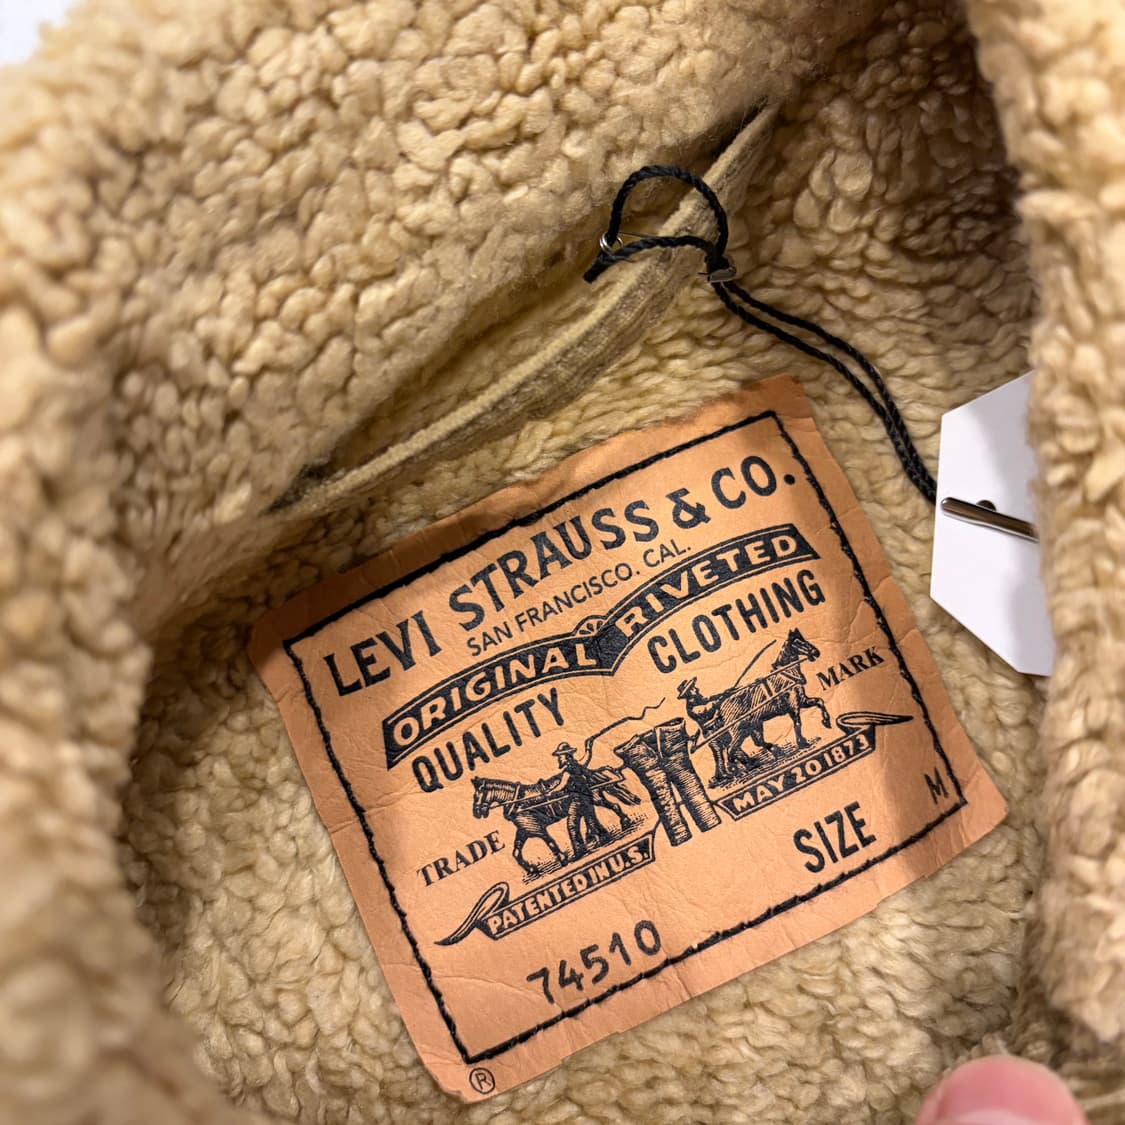 LEVI STRAUSS & CO.
SAN FRANCISCO. CAL.
ORIGINAL RIVETED
QUALITY CLOTHING
TRADE MARK
PATENTED IN U.S. MAY 20 1873
SIZE M
74510
®